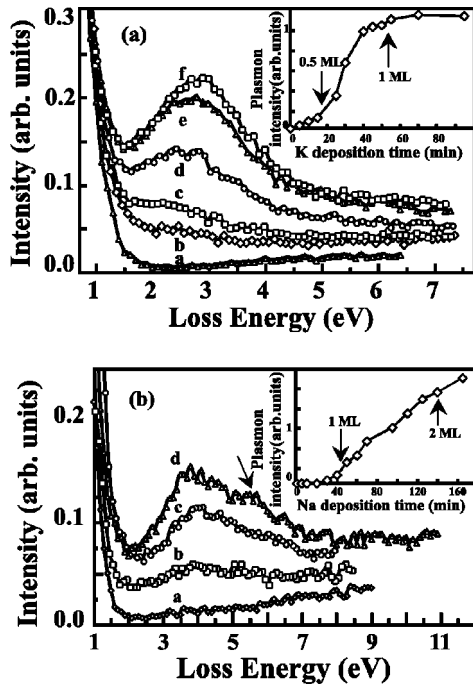 (a)
0.3
0.2
0.1
0.0
Intensity (arb. units)
f
e
d
c
b
a
1 2 3 4 5 6 7
Loss Energy (eV)
Plasmon
intensity(arb.units)
1
0
0.5 ML
1 ML
0 20 40 60 80
K deposition time (min)
(b)
0.2
0.1
0.0
Intensity (arb. units)
d
c
b
a
Plasmon
1 3 5 7 9 11
Loss Energy (eV)
Plasmon
intensity(arb.units)
1
0
1 ML
2 ML
0 40 80 120 160
Na deposition time (min)